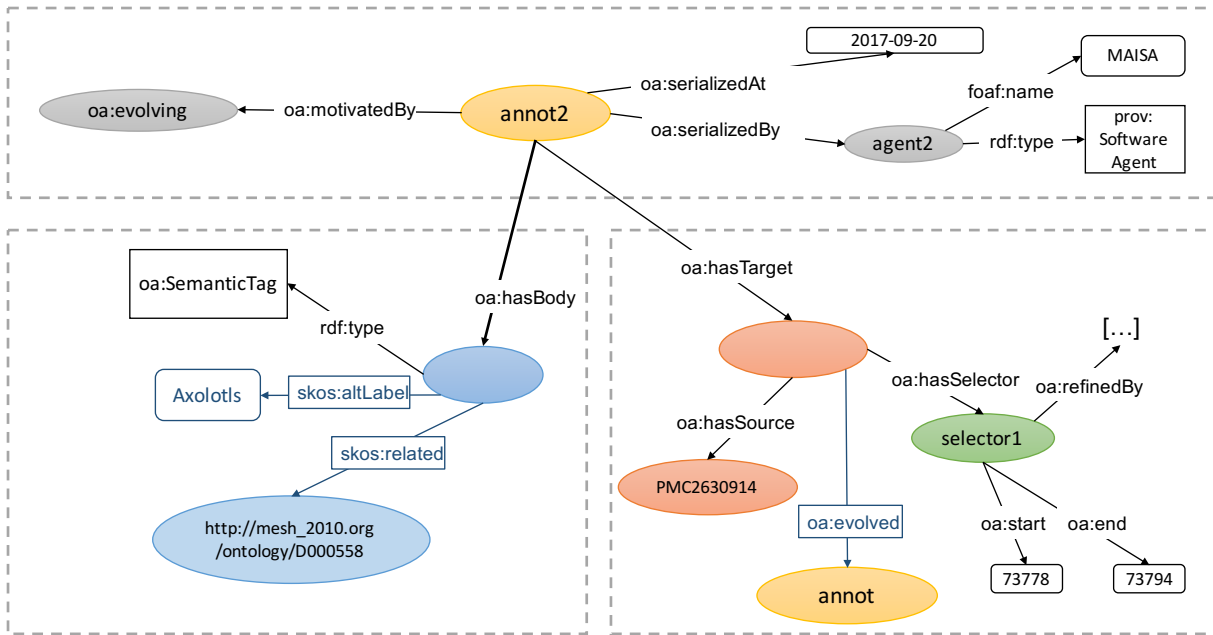 2017-09-20
MAISA
oa:serializedAt
foaf:name
oa:evolving
oa:motivatedBy
annot2
oa:serializedBy
agent2
rdf:type
prov:
Software
Agent
oa:SemanticTag
oa:hasBody
rdf:type
Axolotls
skos:altLabel
skos:related
http://mesh_2010.org
/ontology/D000558
oa:hasTarget
[...]
oa:hasSelector
oa:refinedBy
oa:hasSource
selector1
PMC2630914
oa:evolved
oa:start
oa:end
73778
73794
annot